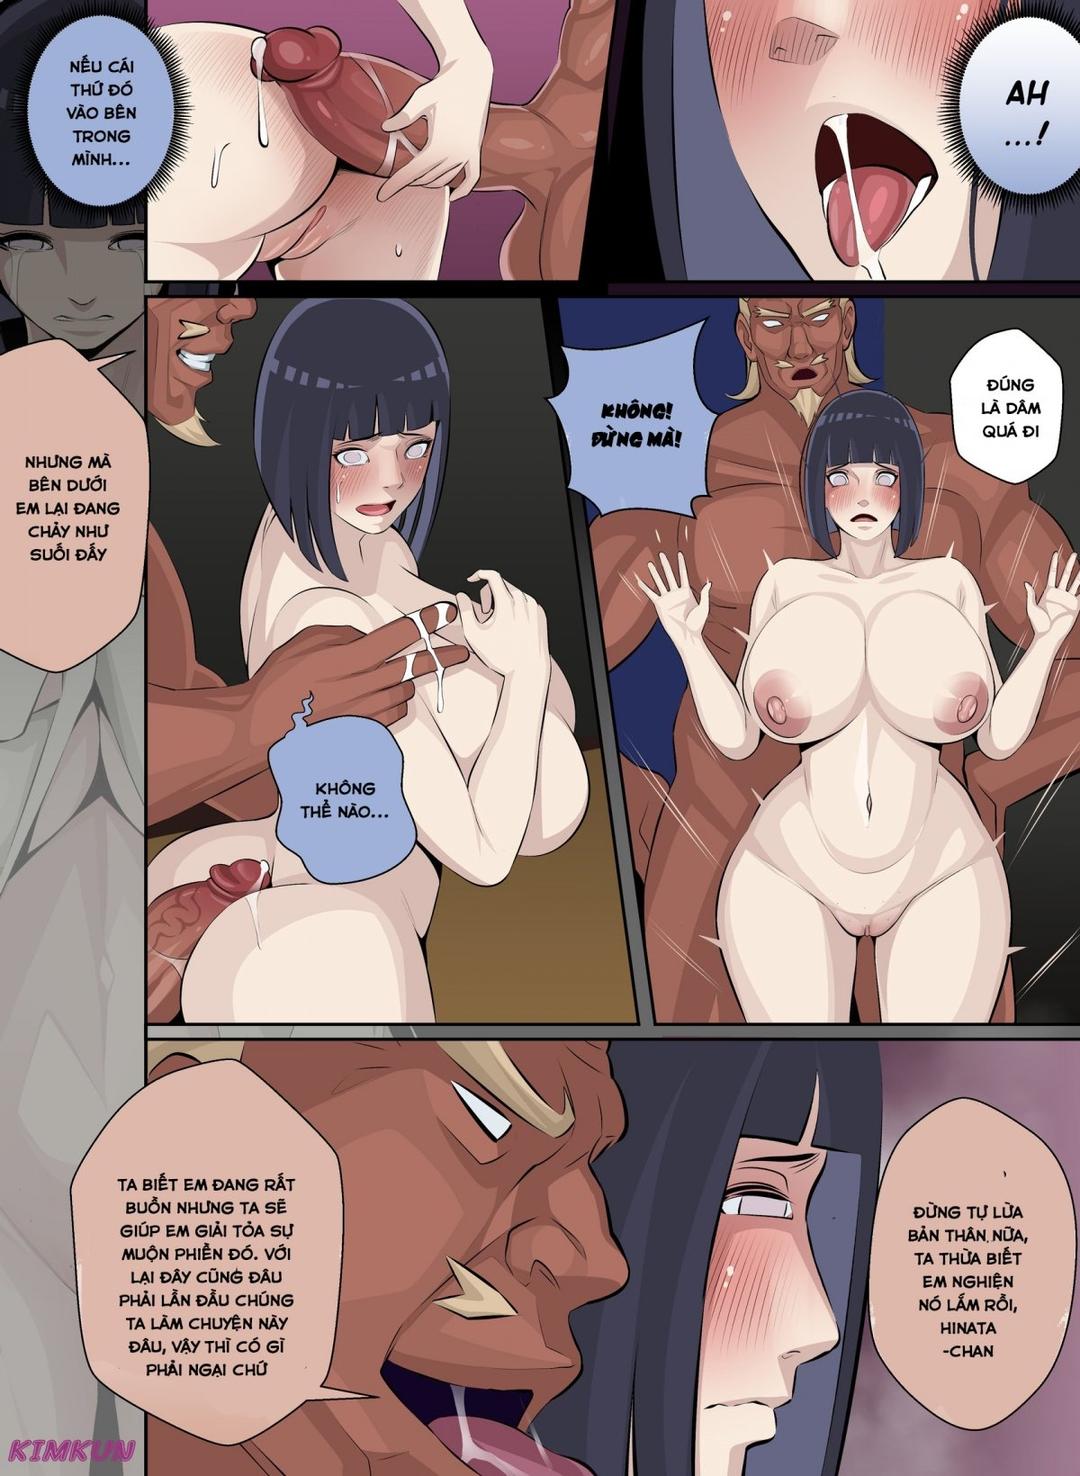 NẾU CÁI
THỨ ĐÓ
VÀO BÊN
TRONG
MÌNH...
AH
...!
NHƯNG MÀ
BÊN DƯỚI
EM LẠI ĐANG
CHẢY NHƯ
SUỐI ĐẤY
KHÔNG
THỂ NÀO...
KHÔNG!
ĐỪNG MÀ!
ĐÚNG
LÀ DÂM
QUÁ ĐI
TA BIẾT EM ĐANG RẤT
BUỒN NHƯNG TA SẼ
GIÚP EM GIẢI TỎA SỰ
MUỘN PHIỀN ĐÓ. VỚI
LẠI ĐÂY CŨNG ĐÂU
PHẢI LẦN ĐẦU CHÚNG
TA LÀM CHUYỆN NÀY
ĐÂU, VẬY THÌ CÓ GÌ
PHẢI NGẠI CHỨ
ĐỪNG TỰ LỪA
BẢN THÂN NỮA,
TA THỪA BIẾT
EM NGHIỆN
NÓ LẮM RỒI,
HINATA
-CHAN
KIMKUN